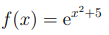 f(x) = e^{x^2+5}